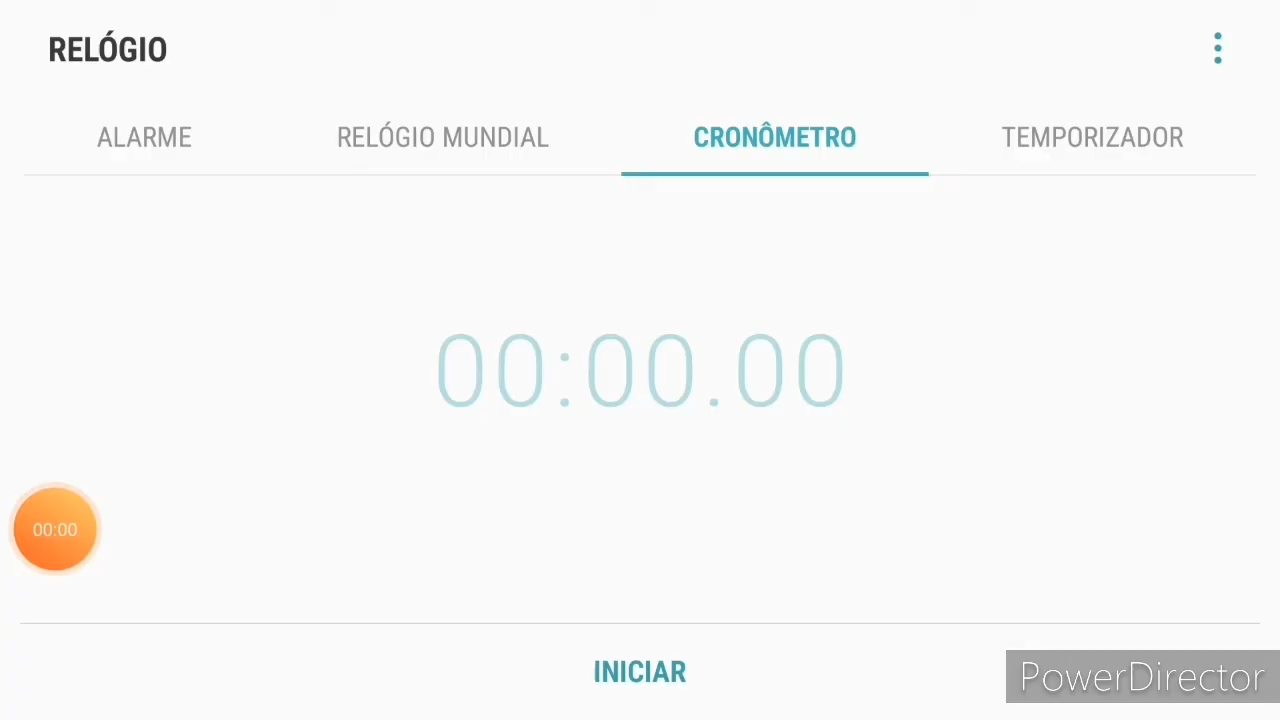 RELÓGIO
ALARME RELÓGIO MUNDIAL CRONÔMETRO TEMPORIZADOR
00:00.00
00:00
INICIAR
PowerDirector